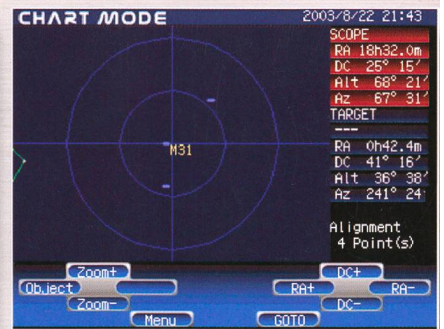 CHART MODE
2003/8/22 21:43
SCOPE
RA 18h32.0m
DC 25° 15′
Alt 68° 21′
Az 67° 31′
TARGET
---
RA 0h42.4m
DC 41° 16′
Alt 36° 38′
Az 241° 24
Alignment
4 Point(s)
M31
Zoom+
DC+
Object
RA+
RA-
Zoom-
DC-
Menu
GOTO